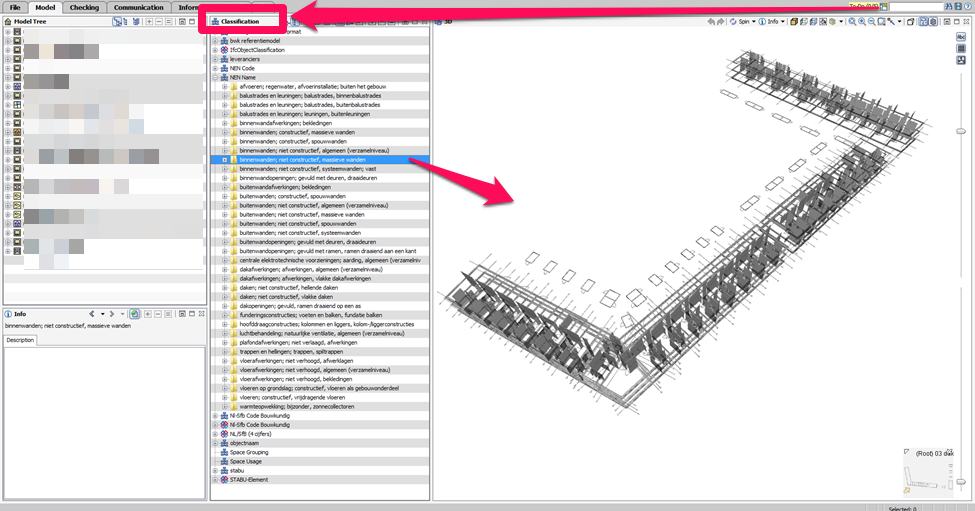 File Model Checking Communication Infor
To-Do (0/5)
Model Tree
Classification
3D
Spin
Info
bwk referentiemodel
IfcObjectClassification
leveranciers
NEN Code
NEN Name
afvoeren; regenwater, afvoerinstallatie; buiten het gebouw
balustrades en leuningen; balustrades, binnenbalustrades
balustrades en leuningen; balustrades, buitenbalustrades
balustrades en leuningen; leuningen, buitenleuningen
binnenwandafwerkingen; bekledingen
binnenwanden; constructief, massieve wanden
binnenwanden; constructief, spouwwanden
binnenwanden; niet constructief, algemeen (verzamelniveau)
binnenwanden; niet constructief, massieve wanden
binnenwanden; niet constructief, systeemwanden; vast
binnenwandopeningen; gevuld met deuren, draaideuren
buitenwandafwerkingen; bekledingen
buitenwanden; constructief, spouwwanden
buitenwanden; niet constructief, algemeen (verzamelniveau)
buitenwanden; niet constructief, massieve wanden
buitenwanden; niet constructief, spouwwanden
buitenwanden; niet constructief, systeemwanden
buitenwandopeningen; gevuld met deuren, draaideuren
buitenwandopeningen; gevuld met ramen, ramen draaiend aan een kant
centrale elektrotechnische voorzieningen; aarding, algemeen (verzamelniv
dakafwerkingen; afwerkingen, algemeen (verzamelniveau)
dakafwerkingen; afwerkingen, vlakke dakafwerkingen
daken; niet constructief, hellende daken
daken; niet constructief, vlakke daken
dakopeningen; gevuld, ramen draaiend op een as
funderingsconstructies; voeten en balken, fundatie balken
hoofddraagconstructies; kolommen en liggers, kolom-/liggerconstructies
luchtbehandeling; natuurlijke ventilatie, algemeen (verzamelniveau)
plafondafwerkingen; niet verlaagd, afwerkingen
trappen en hellingen; trappen, spiltrappen
vloerafwerkingen; niet verhoogd, afwerklagen
vloerafwerkingen; niet verhoogd, algemeen (verzamelniveau)
vloerafwerkingen; niet verhoogd, bekledingen
vloeren op grondslag; constructief, vloeren als gebouwonderdeel
vloeren; constructief, vrijdragende vloeren
warmteopwekking; bijzonder, zonnecollectoren
Nl-Sfb Code Bouwkundig
Nl-Sfb Code Bouwkundig
NL/SfB (4 cijfers)
objectnaam
Space Grouping
Space Usage
stabu
STABU-Element
Info
binnenwanden; niet constructief, massieve wanden
Description
Abc
(Root) 03 dak
Selected: 0